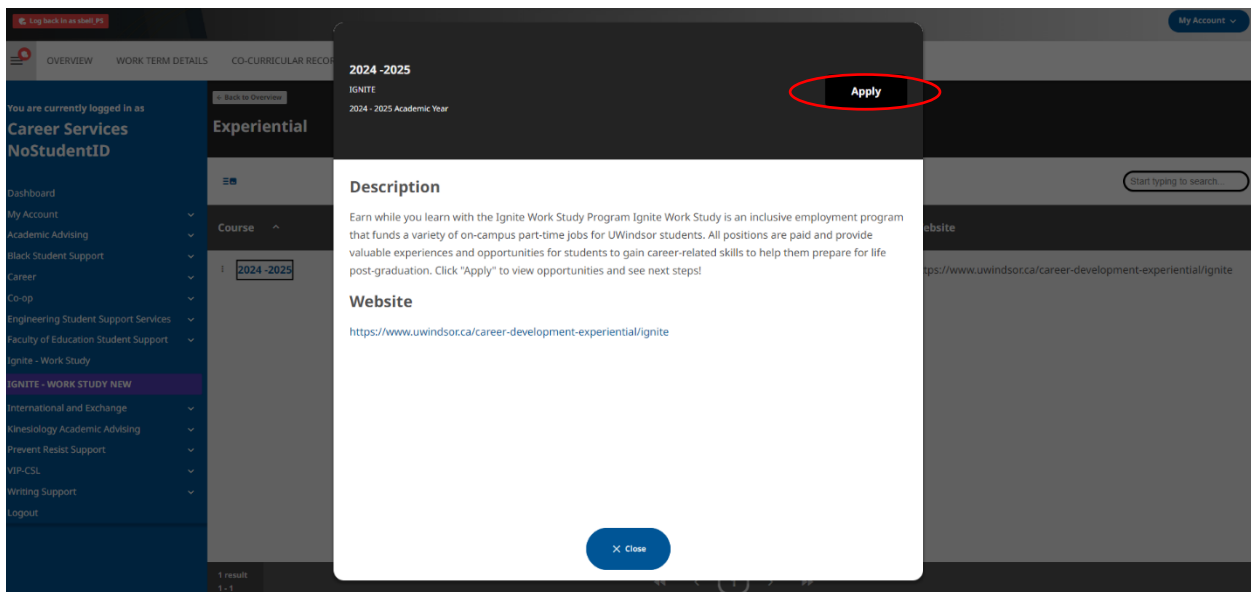 Log back in as sbell_PS
My Account
OVERVIEW
WORK TERM DETAILS
CO-CURRICULAR RECOR
You are currently logged in as
Career Services
NoStudentID
Dashboard
My Account
Academic Advising
Black Student Support
Career
Co-op
Engineering Student Support Services
Faculty of Education Student Support
Ignite - Work Study
IGNITE - WORK STUDY NEW
International and Exchange
Kinesiology Academic Advising
Prevent Resist Support
VIP-CSL
Writing Support
Logout
Back to Overview
Experiential
Start typing to search...
Course
ebsite
2024 -2025
tps://www.uwindsor.ca/career-development-experiential/ignite
1 result
1 - 1
1
2024 -2025
IGNITE
2024 - 2025 Academic Year
Apply
Description
Earn while you learn with the Ignite Work Study Program Ignite Work Study is an inclusive employment program
that funds a variety of on-campus part-time jobs for UWindsor students. All positions are paid and provide
valuable experiences and opportunities for students to gain career-related skills to help them prepare for life
post-graduation. Click "Apply" to view opportunities and see next steps!
Website
https://www.uwindsor.ca/career-development-experiential/ignite
Close